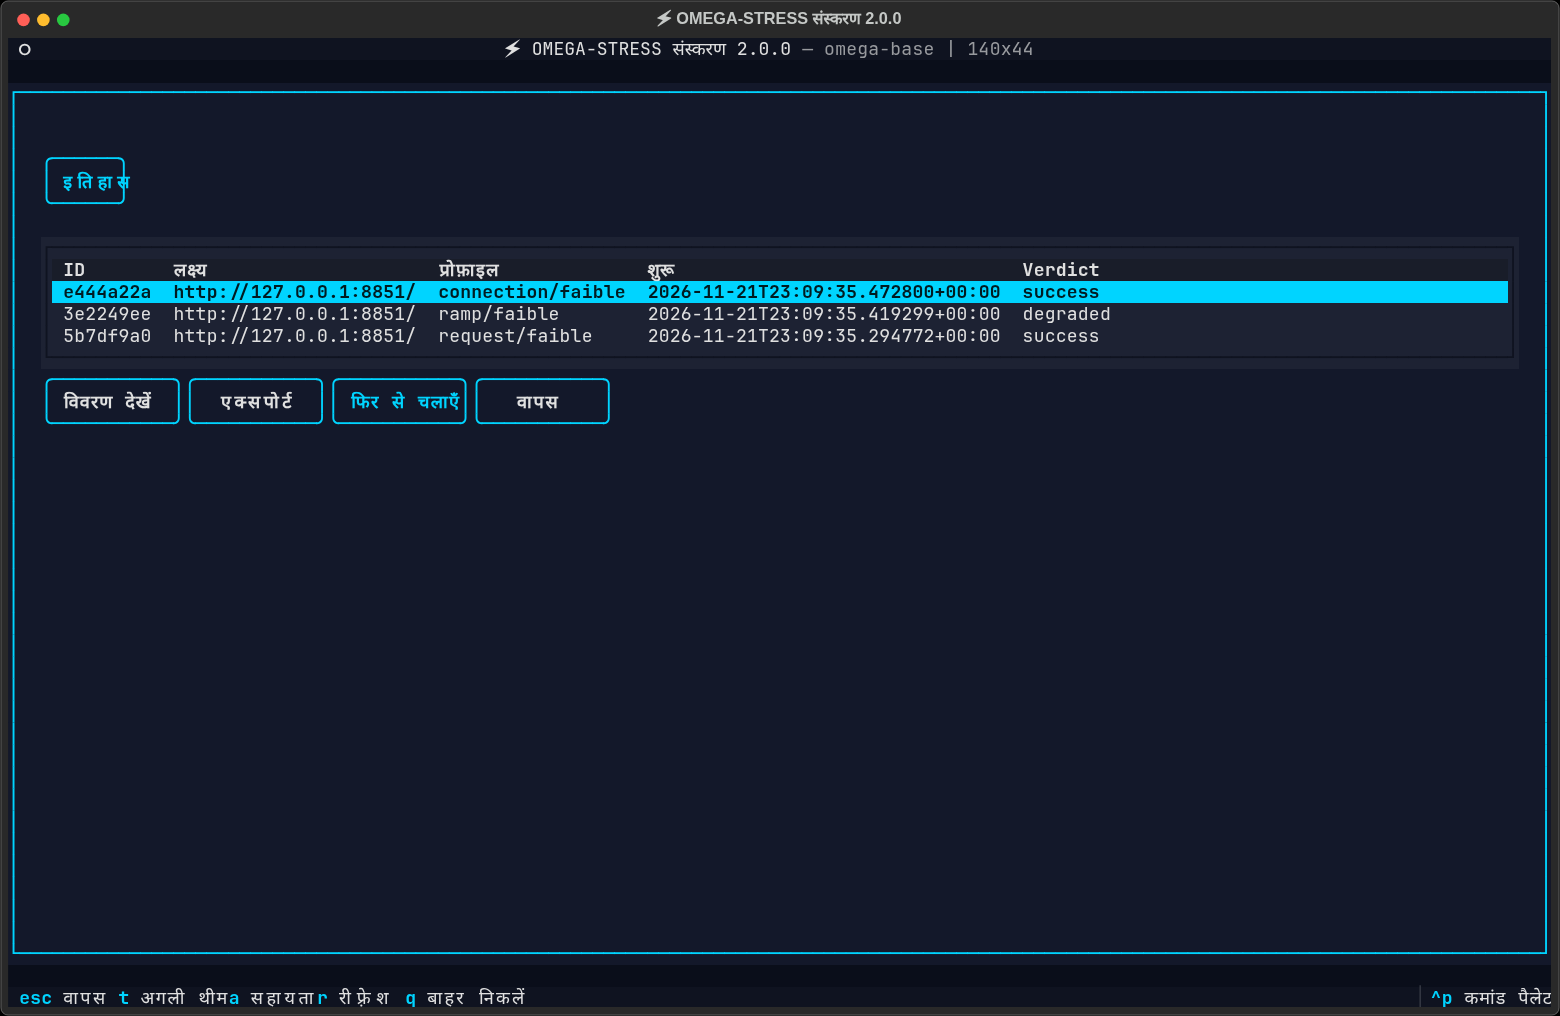 ⚡ OMEGA-STRESS संस्करण 2.0.0
⚡ OMEGA-STRESS संस्करण 2.0.0 — omega-base | 140x44
इतिहास
ID लक्ष्य प्रोफ़ाइल शुरू Verdict
e444a22a http://127.0.0.1:8851/ connection/faible 2026-11-21T23:09:35.472800+00:00 success
3e2249ee http://127.0.0.1:8851/ ramp/faible 2026-11-21T23:09:35.419299+00:00 degraded
5b7df9a0 http://127.0.0.1:8851/ request/faible 2026-11-21T23:09:35.294772+00:00 success
विवरण देखें एक्सपोर्ट फिर से चलाएँ वापस
esc वापस t अगली थीम a सहायता r रीफ़्रेश q बाहर निकलें ^p कमांड पैलेट